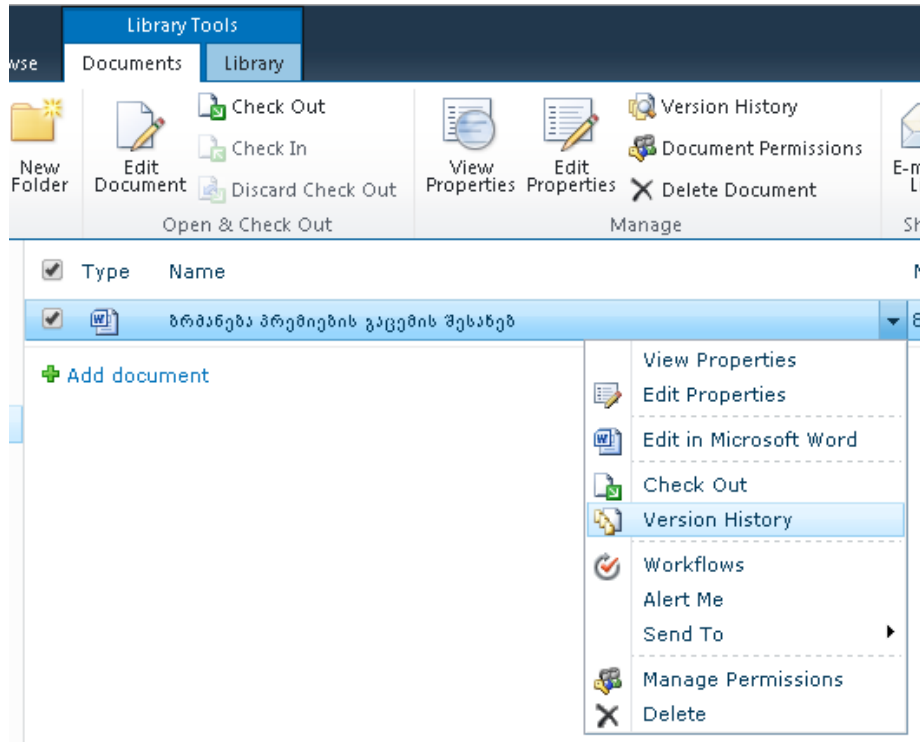 Library Tools
wse Documents Library
New Folder
Edit Document
Check Out
Check In
Discard Check Out
Open & Check Out
View Properties
Edit Properties
Version History
Document Permissions
Delete Document
Manage
Type Name
ბრძანება პრემიების გაცემის შესახებ
Add document
View Properties
Edit Properties
Edit in Microsoft Word
Check Out
Version History
Workflows
Alert Me
Send To
Manage Permissions
Delete